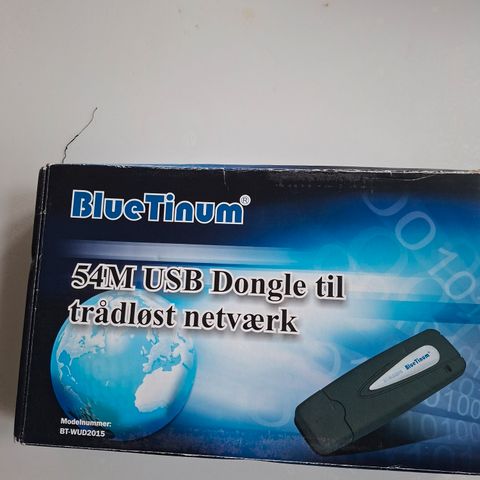 BlueTinum®
54M USB Dongle til
trådløst netværk
BlueTinum
Modelnummer:
BT-WUD2015